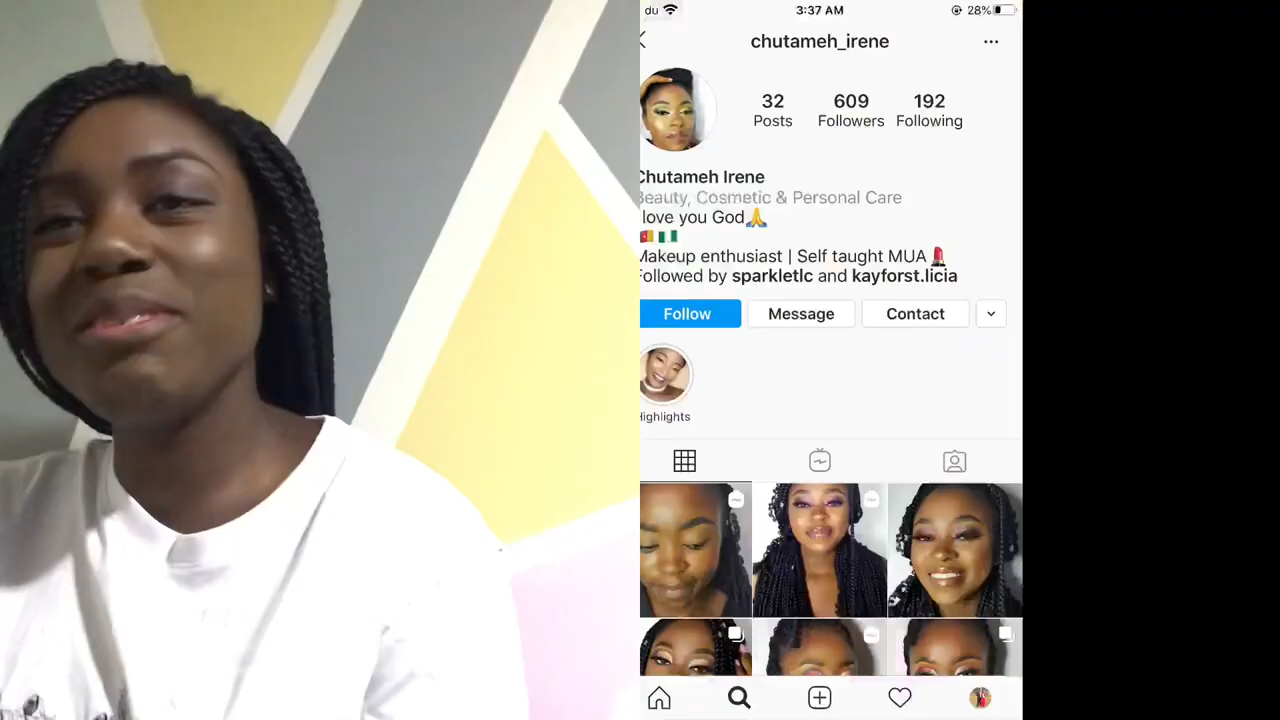 du 3:37 AM 28%
chutameh_irene
32 609 192
Posts Followers Following
Chutameh Irene
Beauty, Cosmetic & Personal Care
love you God🙏
🇨🇲 🇳🇬
Makeup enthusiast | Self taught MUA💄
Followed by sparkletlc and kayforst.licia
Follow Message Contact
Highlights